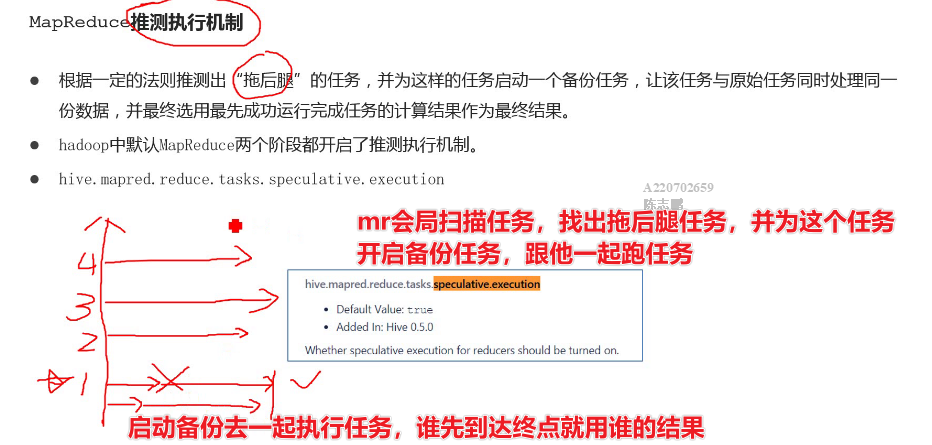 MapReduce推测执行机制
● 根据一定的法则推测出“拖后腿”的任务，并为这样的任务启动一个备份任务，让该任务与原始任务同时处理同一
份数据，并最终选用最先成功运行完成任务的计算结果作为最终结果。
● hadoop中默认MapReduce两个阶段都开启了推测执行机制。
● hive.mapred.reduce.tasks.speculative.execution
A220702659
陈志鹏
mr会局扫描任务，找出拖后腿任务，并为这个任务
开启备份任务，跟他一起跑任务
hive.mapred.reduce.tasks.speculative.execution
• Default Value: true
• Added In: Hive 0.5.0
Whether speculative execution for reducers should be turned on.
4
3
2
1
启动备份去一起执行任务，谁先到达终点就用谁的结果